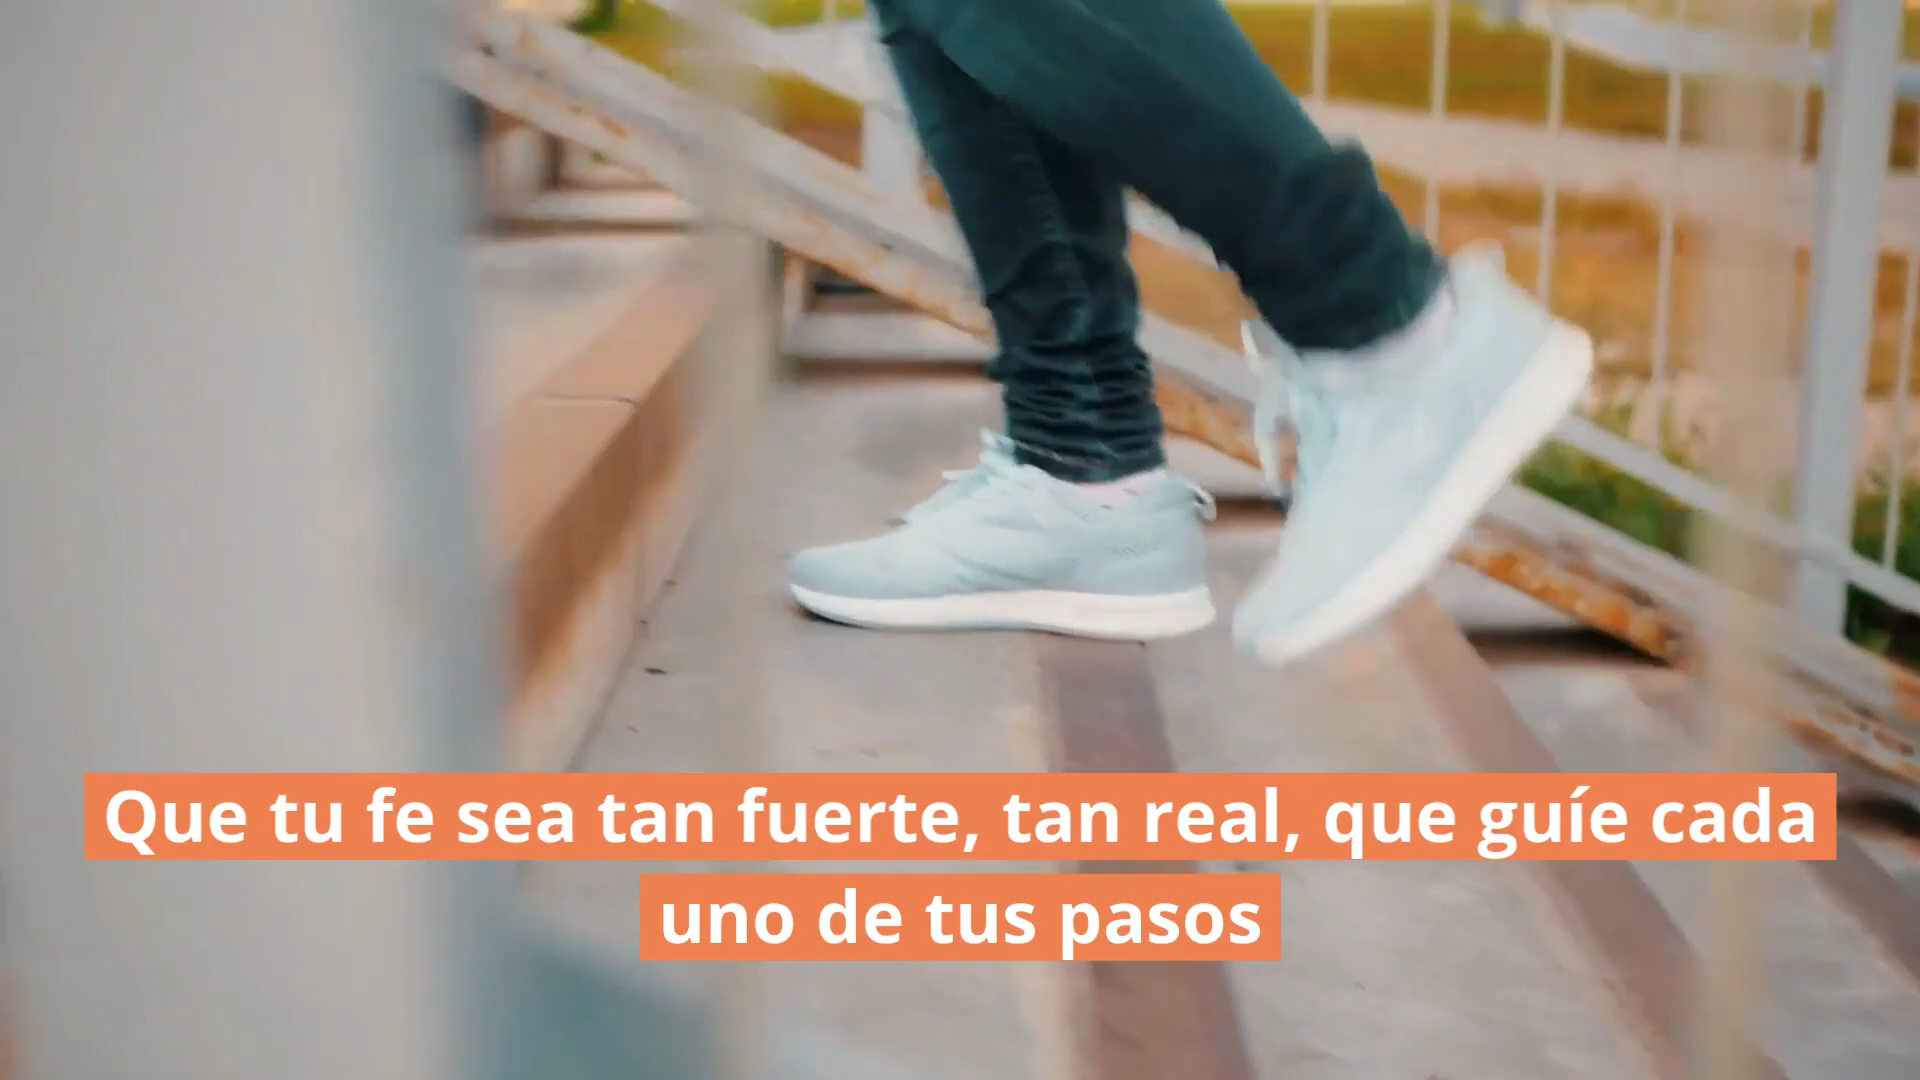 Que tu fe sea tan fuerte, tan real, que guíe cada
uno de tus pasos